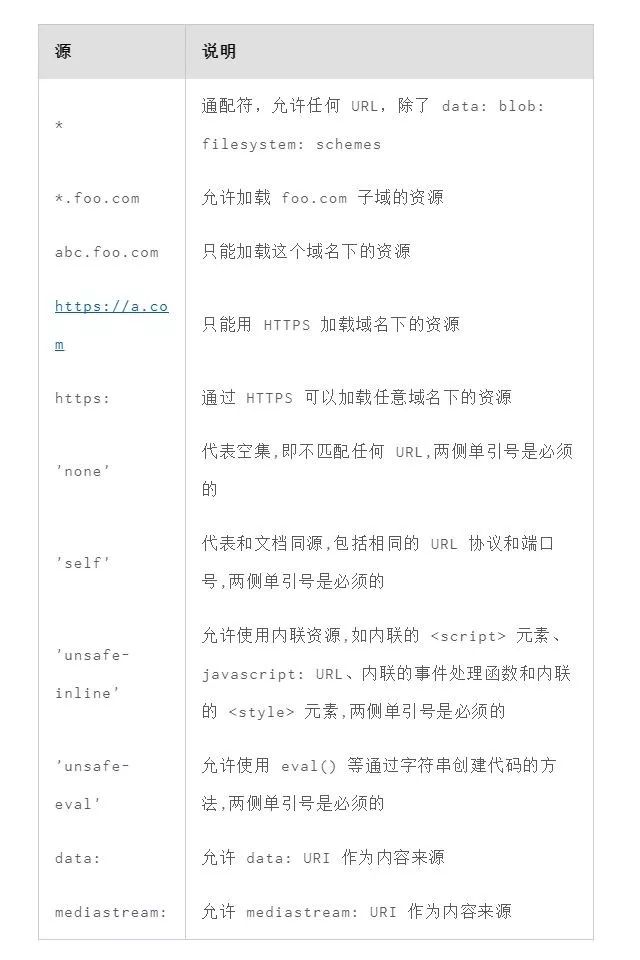 源 说明
* 通配符，允许任何 URL，除了 data: blob:
filesystem: schemes
*.foo.com 允许加载 foo.com 子域的资源
abc.foo.com 只能加载这个域名下的资源
https://a.co
m
只能用 HTTPS 加载域名下的资源
https: 通过 HTTPS 可以加载任意域名下的资源
'none'
代表空集,即不匹配任何 URL,两侧单引号是必须
的
'self'
代表和文档同源,包括相同的 URL 协议和端口
号,两侧单引号是必须的
'unsafe-
inline'
允许使用内联资源,如内联的 <script> 元素、
javascript: URL、内联的事件处理函数和内联
的 <style> 元素,两侧单引号是必须的
'unsafe-
eval'
允许使用 eval() 等通过字符串创建代码的方
法,两侧单引号是必须的
data: 允许 data: URI 作为内容来源
mediastream: 允许 mediastream: URI 作为内容来源